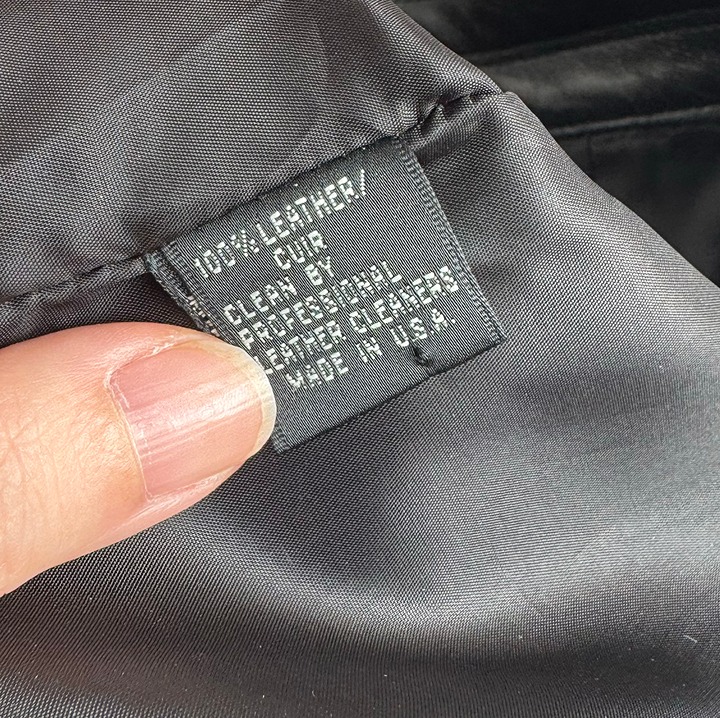 100% LEATHER/
CUIR
CLEAN BY
PROFESSIONAL
LEATHER CLEANERS
MADE IN U.S.A.